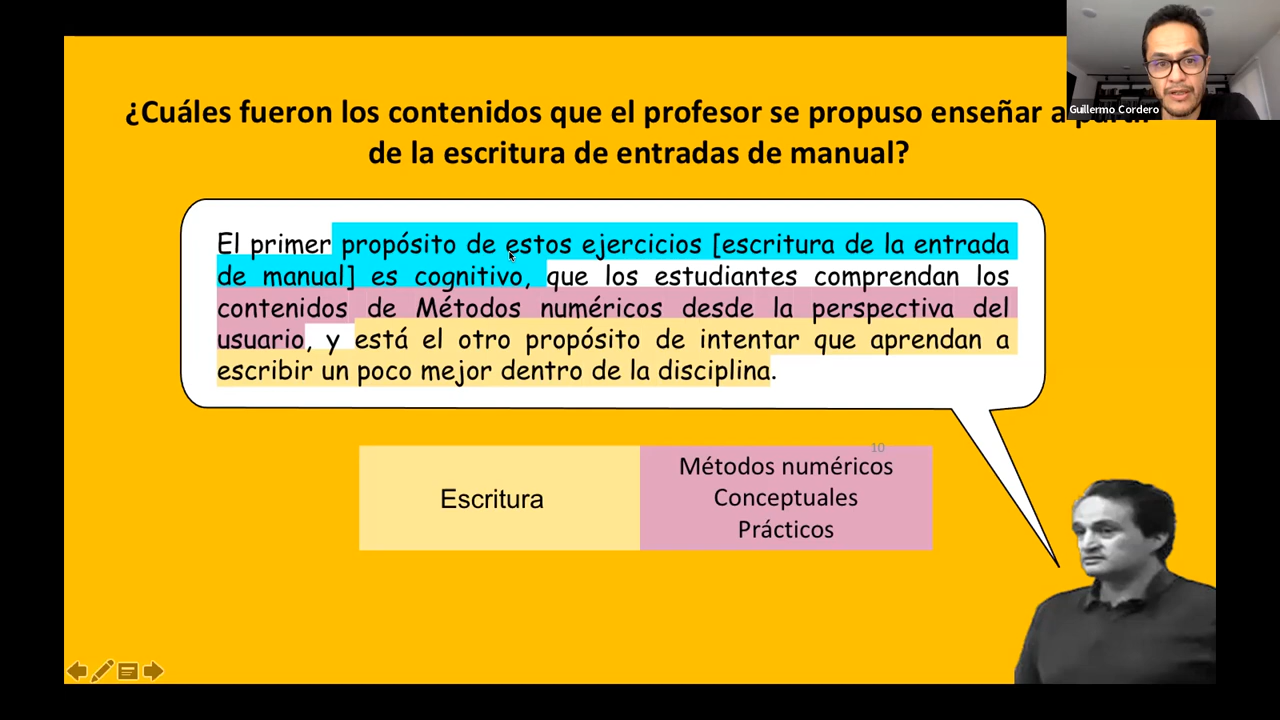 ¿Cuáles fueron los contenidos que el profesor se propuso enseñar a
de la escritura de entradas de manual?
Guillermo Cordero
El primer propósito de estos ejercicios [escritura de la entrada
de manual] es cognitivo, que los estudiantes comprendan los
contenidos de Métodos numéricos desde la perspectiva del
usuario, y está el otro propósito de intentar que aprendan a
escribir un poco mejor dentro de la disciplina.
10
Escritura
Métodos numéricos
Conceptuales
Prácticos